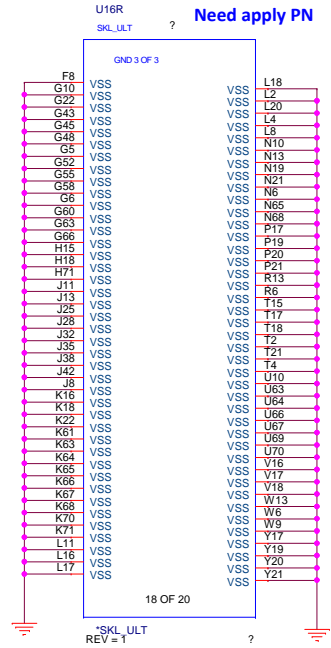 U16R
Need apply PN
SKL_ULT
?
GND 3 OF 3
F8 VSS
G10 VSS
G22 VSS
G43 VSS
G45 VSS
G48 VSS
G5 VSS
G52 VSS
G55 VSS
G58 VSS
G6 VSS
G60 VSS
G63 VSS
G66 VSS
H15 VSS
H18 VSS
H71 VSS
J11 VSS
J13 VSS
J25 VSS
J28 VSS
J32 VSS
J35 VSS
J38 VSS
J42 VSS
J8 VSS
K16 VSS
K18 VSS
K22 VSS
K61 VSS
K63 VSS
K64 VSS
K65 VSS
K66 VSS
K67 VSS
K68 VSS
K70 VSS
K71 VSS
L11 VSS
L16 VSS
L17 VSS
VSS L18
VSS L2
VSS L20
VSS L4
VSS L8
VSS N10
VSS N13
VSS N19
VSS N21
VSS N6
VSS N65
VSS N68
VSS P17
VSS P19
VSS P20
VSS P21
VSS R13
VSS R6
VSS T15
VSS T17
VSS T18
VSS T2
VSS T21
VSS T4
VSS U10
VSS U63
VSS U64
VSS U66
VSS U67
VSS U69
VSS U70
VSS V16
VSS V17
VSS V18
VSS W13
VSS W6
VSS W9
VSS Y17
VSS Y19
VSS Y20
VSS Y21
18 OF 20
*SKL_ULT
REV = 1
?